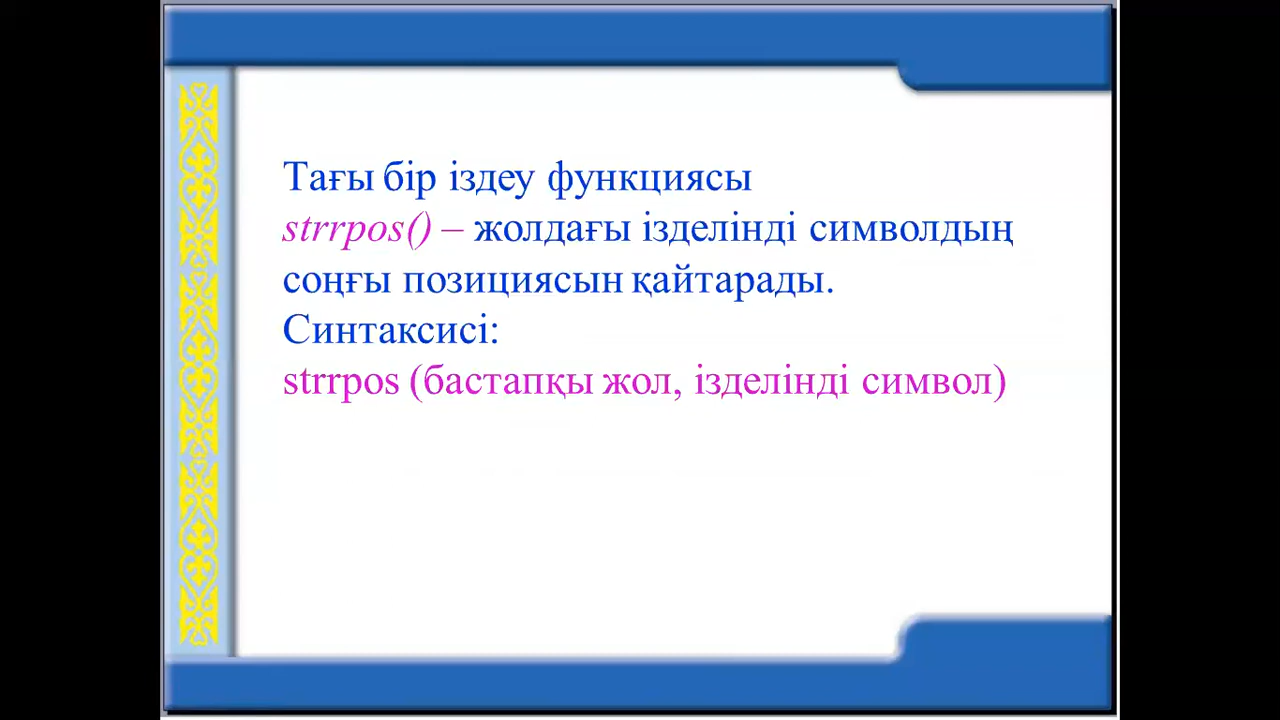 Тағы бір іздеу функциясы
strrpos() – жолдағы ізделінді символдың
соңғы позициясын қайтарады.
Синтаксисі:
strrpos (бастапқы жол, ізделінді символ)